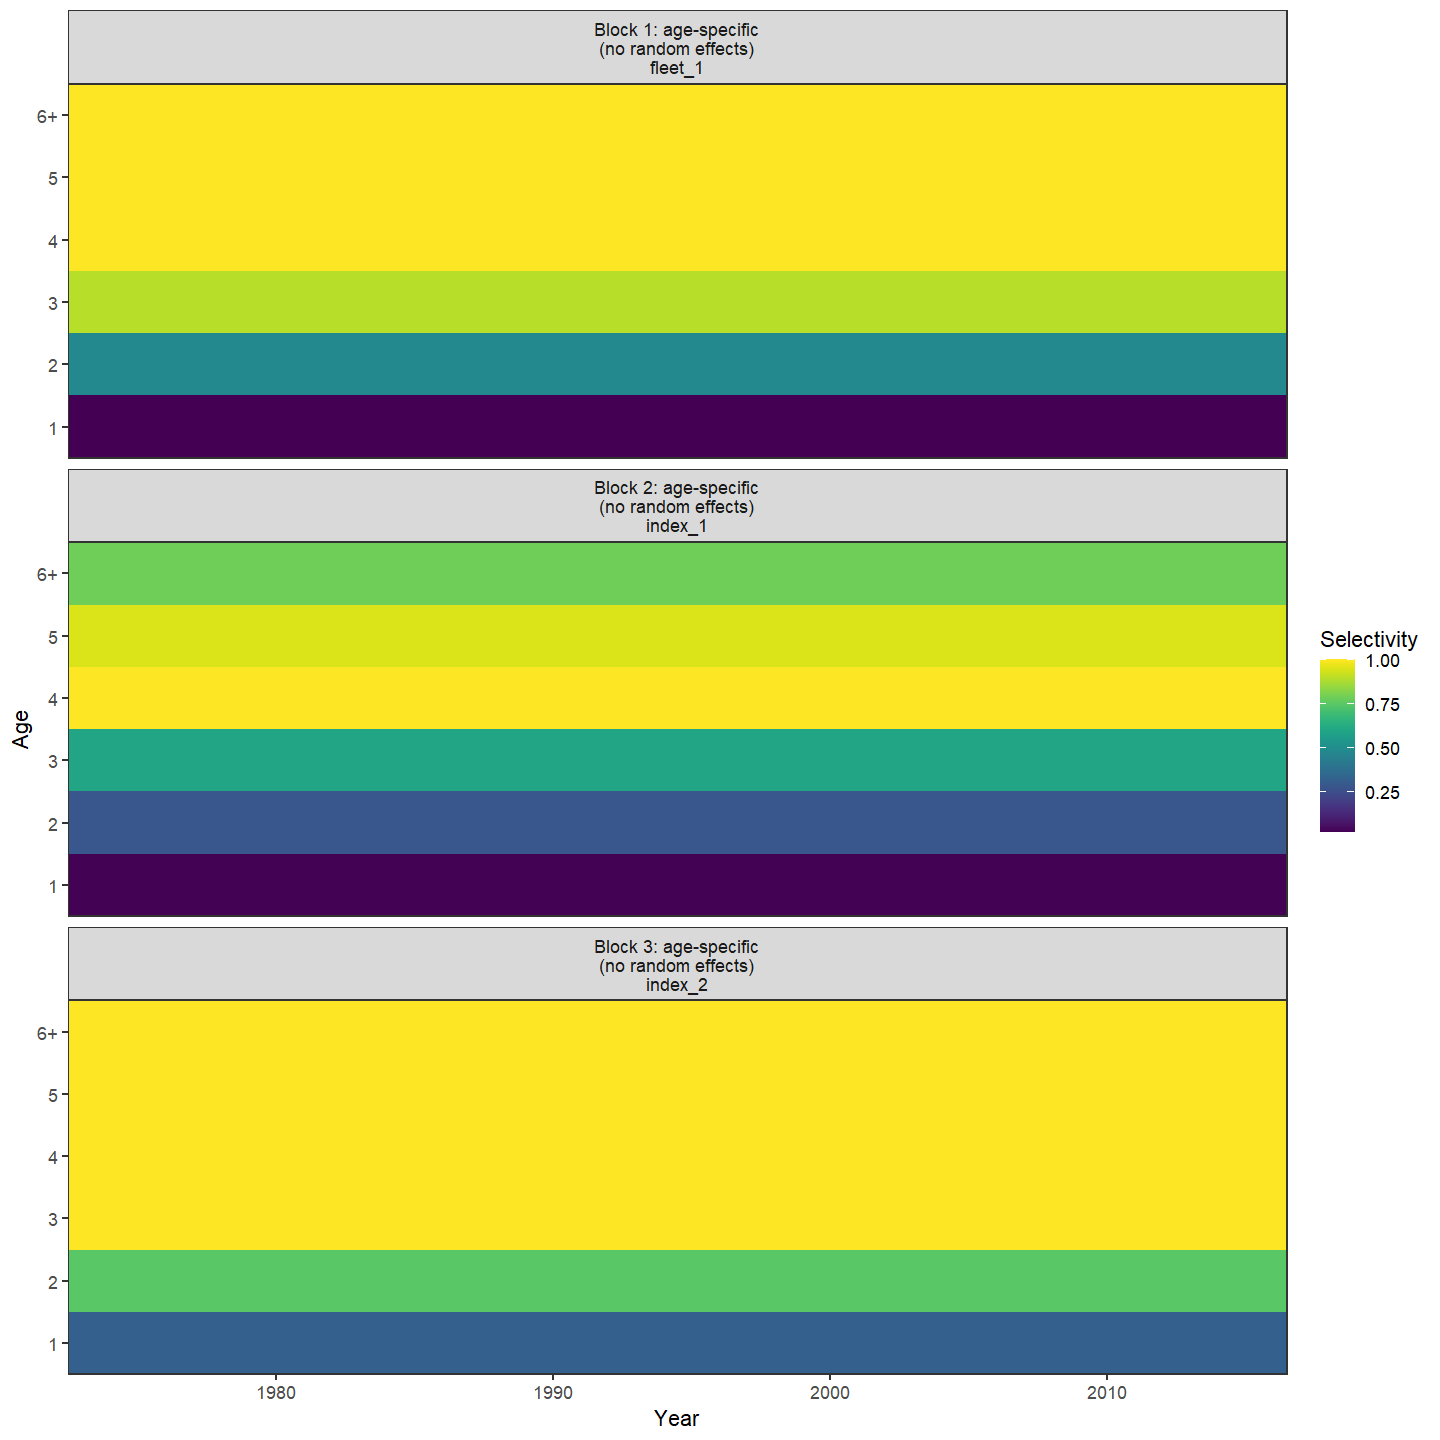 Block 1: age-specific
(no random effects)
fleet_1
6+
5
4
3
2
1
Block 2: age-specific
(no random effects)
index_1
6+
5
4
3
2
1
Block 3: age-specific
(no random effects)
index_2
6+
5
4
3
2
1
1980 1990 2000 2010
Year
Age
Selectivity
1.00
0.75
0.50
0.25